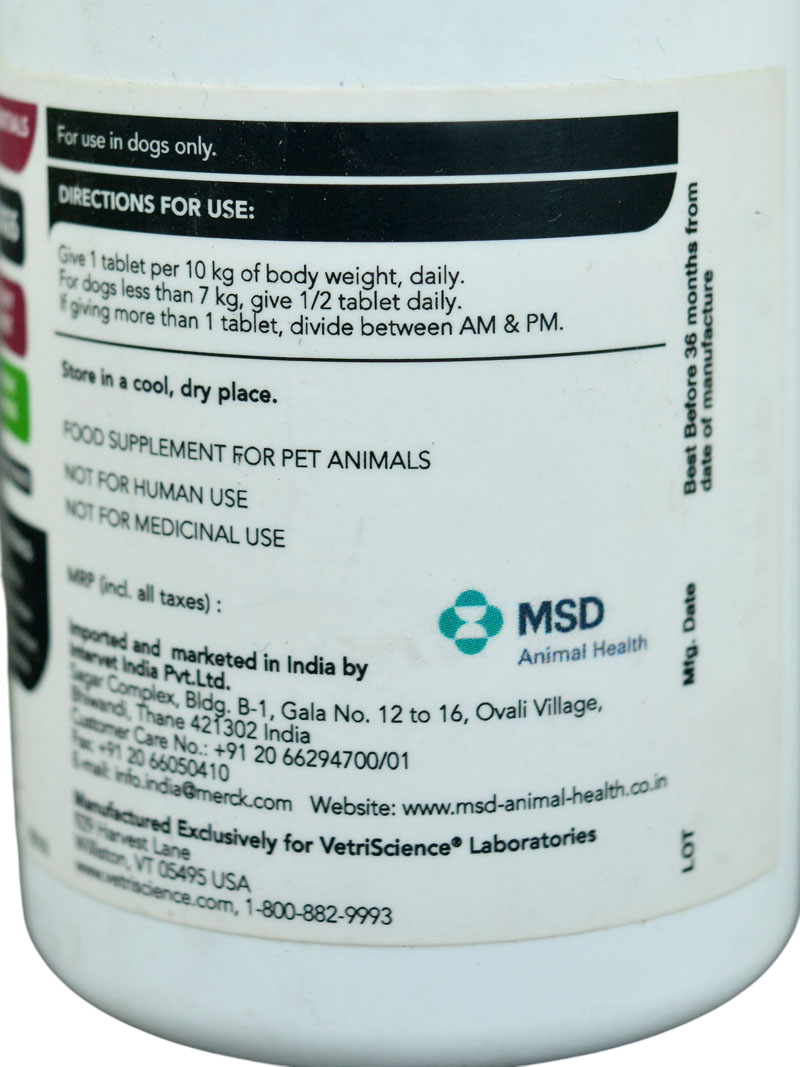 For use in dogs only.
DIRECTIONS FOR USE:
Give 1 tablet per 10 kg of body weight, daily.
For dogs less than 7 kg, give 1/2 tablet daily.
If giving more than 1 tablet, divide between AM & PM.
Store in a cool, dry place.
FOOD SUPPLEMENT FOR PET ANIMALS
NOT FOR HUMAN USE
NOT FOR MEDICINAL USE
MRP (incl. all taxes) :
MSD
Animal Health
Imported and marketed in India by
Intervet India Pvt.Ltd.
Sagar Complex, Bldg. B-1, Gala No. 12 to 16, Ovali Village,
Bhiwandi, Thane 421302 India
Customer Care No.: +91 20 66294700/01
Fax: +91 20 66050410
E-mail: info.india@merck.com Website: www.msd-animal-health.co.in
Manufactured Exclusively for VetriScience® Laboratories
Harvest Lane
Williston, VT 05495 USA
www.vetriscience.com, 1-800-882-9993
Best Before 36 months from
date of manufacture
Mfg. Date
LOT